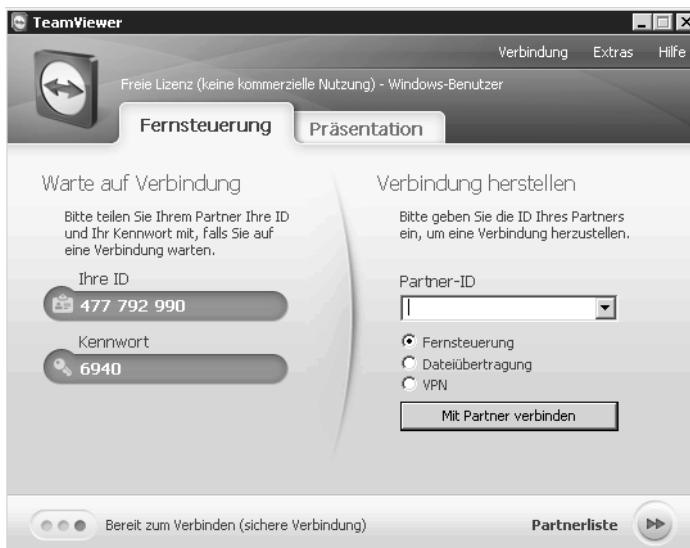 TeamViewer
Verbindung Extras Hilfe
Freie Lizenz (keine kommerzielle Nutzung) - Windows-Benutzer
Fernsteuerung
Präsentation
Warte auf Verbindung
Bitte teilen Sie Ihrem Partner Ihre ID
und Ihr Kennwort mit, falls Sie auf
eine Verbindung warten.
Ihre ID
477 792 990
Kennwort
6940
Verbindung herstellen
Bitte geben Sie die ID Ihres Partners
ein, um eine Verbindung herzustellen.
Partner-ID
Fernsteuerung
Dateiübertragung
VPN
Mit Partner verbinden
Bereit zum Verbinden (sichere Verbindung)
Partnerliste